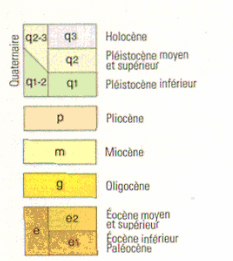 Quaternaire
q2-3 q3 Holocène
q2 Pléistocène moyen
et supérieur
q1-2 q1 Pléistocène inférieur
p Pliocène
m Miocène
g Oligocène
e e2 Éocène moyen
et supérieur
e1 Éocène inférieur
Paléocène